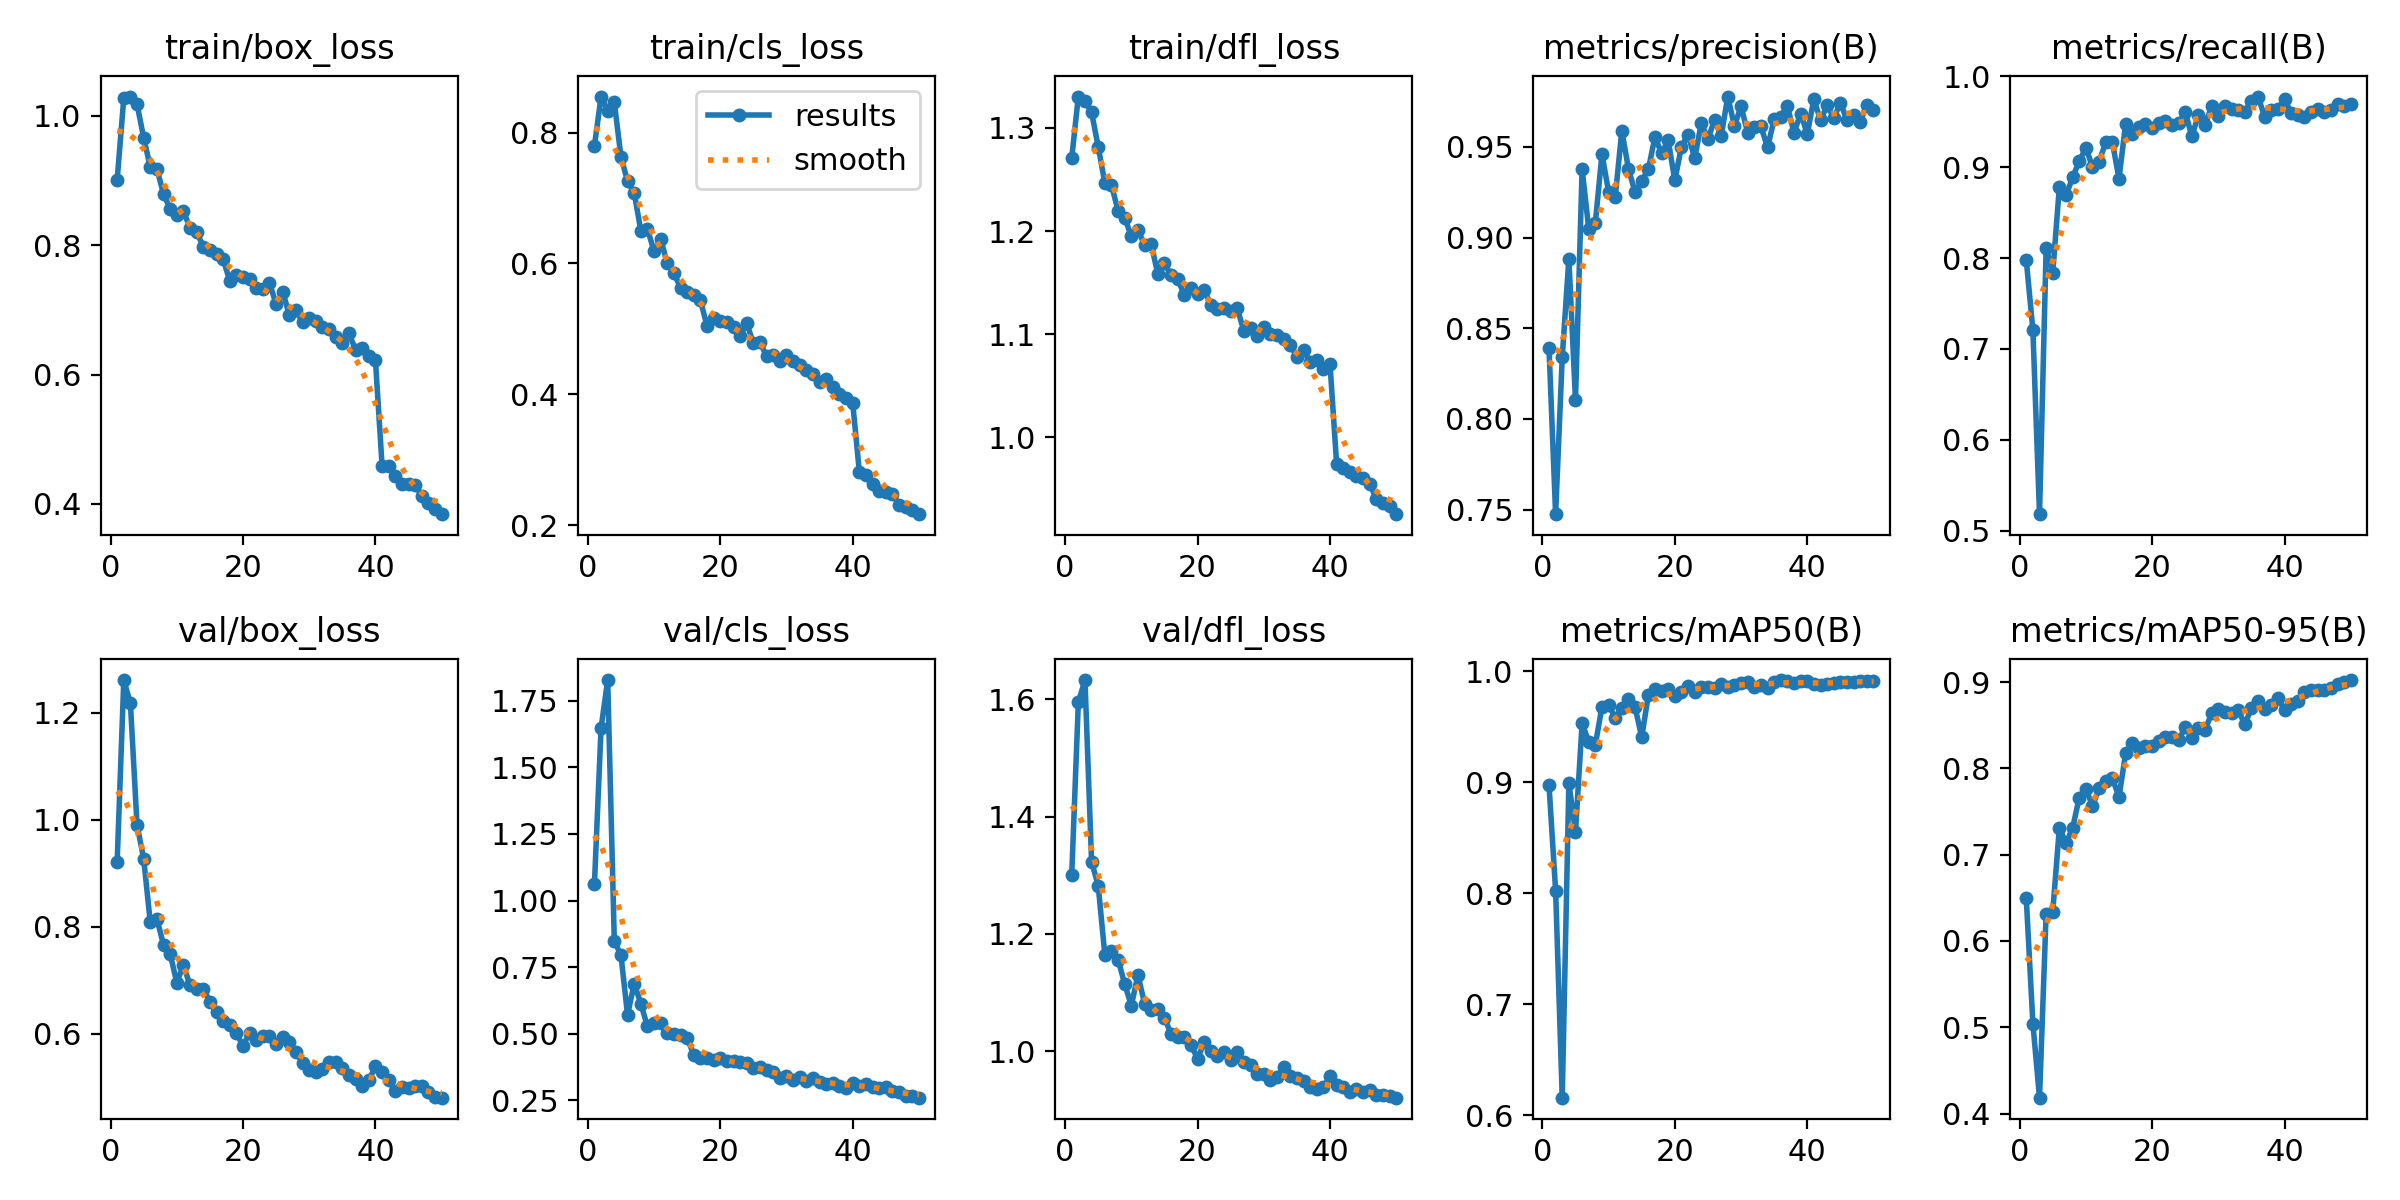 train/box_loss
train/cls_loss
train/dfl_loss
metrics/precision(B)
metrics/recall(B)
1.0
0.8
0.6
0.4
0 20 40
results
smooth
0.8
0.6
0.4
0.2
0 20 40
1.3
1.2
1.1
1.0
0 20 40
0.95
0.90
0.85
0.80
0.75
0 20 40
1.0
0.9
0.8
0.7
0.6
0.5
0 20 40
val/box_loss
val/cls_loss
val/dfl_loss
metrics/mAP50(B)
metrics/mAP50-95(B)
1.2
1.0
0.8
0.6
0 20 40
1.75
1.50
1.25
1.00
0.75
0.50
0.25
0 20 40
1.6
1.4
1.2
1.0
0 20 40
1.0
0.9
0.8
0.7
0.6
0 20 40
0.9
0.8
0.7
0.6
0.5
0.4
0 20 40